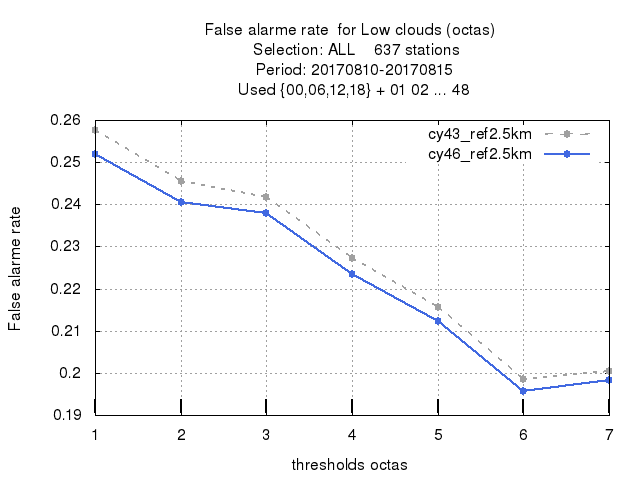 False alarme rate  for Low clouds (octas)
Selection: ALL    637 stations
Period: 20170810-20170815
Used {00,06,12,18} + 01 02 ... 48
cy43_ref2.5km
cy46_ref2.5km
False alarme rate
0.26
0.25
0.24
0.23
0.22
0.21
0.2
0.19
1 2 3 4 5 6 7
thresholds octas